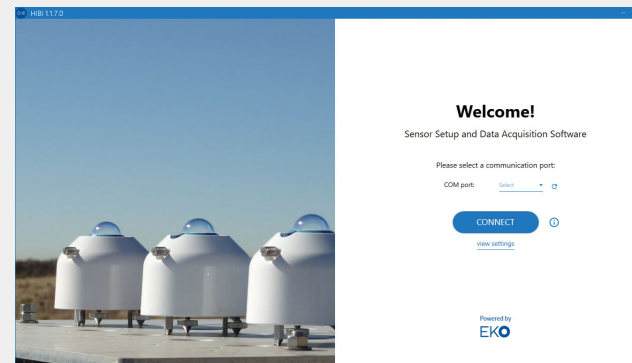 HIBI 1.1.7.0
Welcome!
Sensor Setup and Data Acquisition Software
Please select a communication port:
COM port: Select
CONNECT
view settings
Powered by
EKO